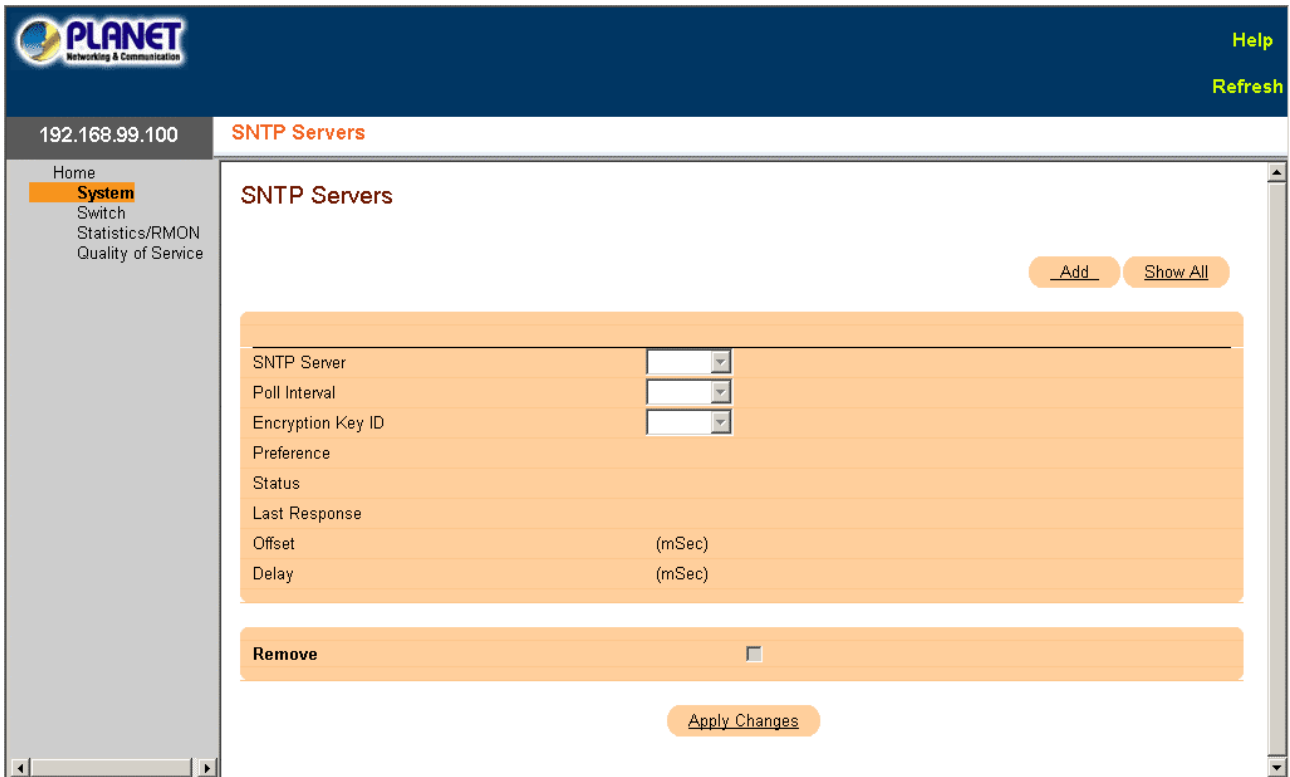 PLANET
Networking & Communication
Help
Refresh
192.168.99.100
SNTP Servers
Home
System
Switch
Statistics/RMON
Quality of Service
SNTP Servers
Add
Show All
SNTP Server
Poll Interval
Encryption Key ID
Preference
Status
Last Response
Offset (mSec)
Delay (mSec)
Remove
Apply Changes